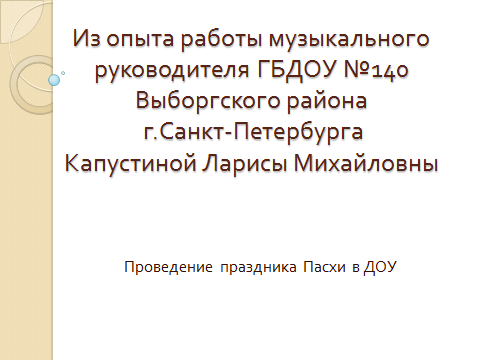 Из опыта работы музыкального
руководителя ГБДОУ №140
Выборгского района
г.Санкт-Петербурга
Капустиной Ларисы Михайловны
Проведение праздника Пасхи в ДОУ